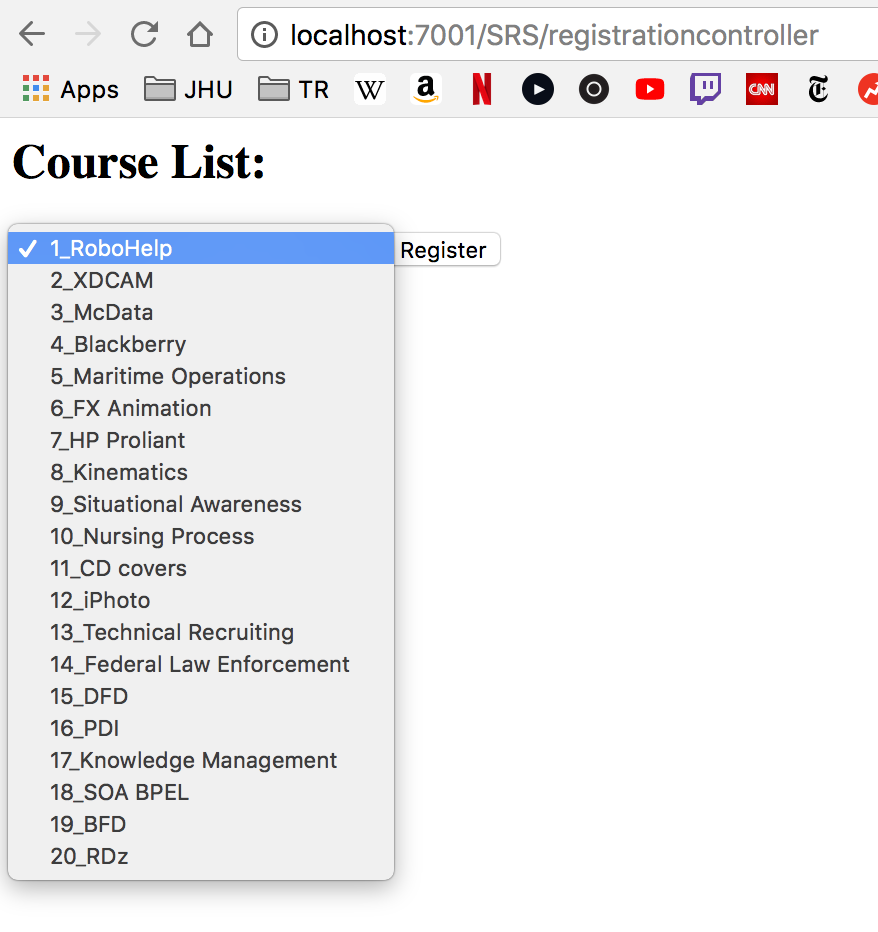 localhost:7001/SRS/registrationcontroller
Apps JHU TR W a N CNN T
Course List:
✓ 1_RoboHelp Register
2_XDCAM
3_McData
4_Blackberry
5_Maritime Operations
6_FX Animation
7_HP Proliant
8_Kinematics
9_Situational Awareness
10_Nursing Process
11_CD covers
12_iPhoto
13_Technical Recruiting
14_Federal Law Enforcement
15_DFD
16_PDI
17_Knowledge Management
18_SOA BPEL
19_BFD
20_RDz